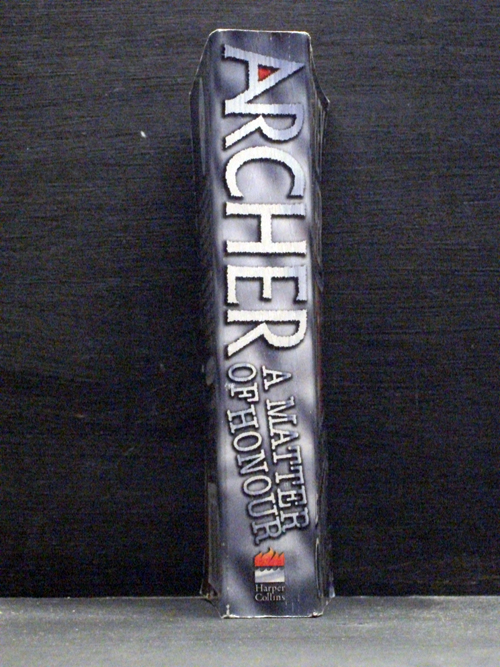 ARCHER
A MATTER
OF HONOUR
Harper
Collins